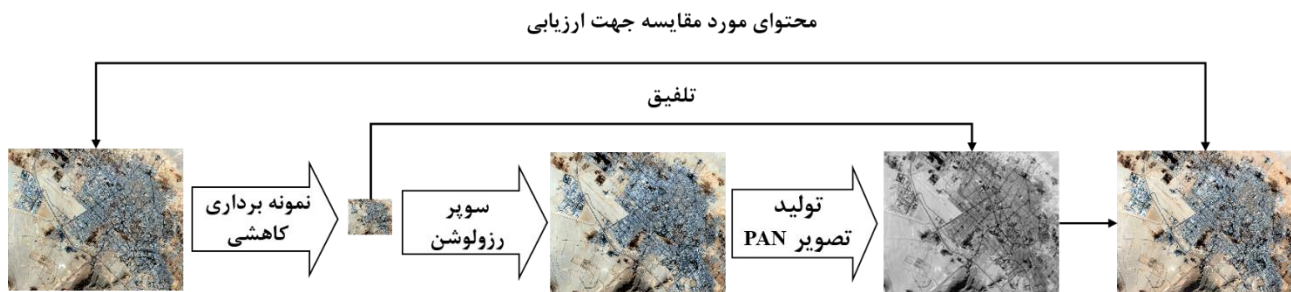 محتوای مورد مقایسه جهت ارزیابی
تلفیق
نمونه برداری
کاهشی
سوپر
رزولوشن
تولید
تصویر PAN